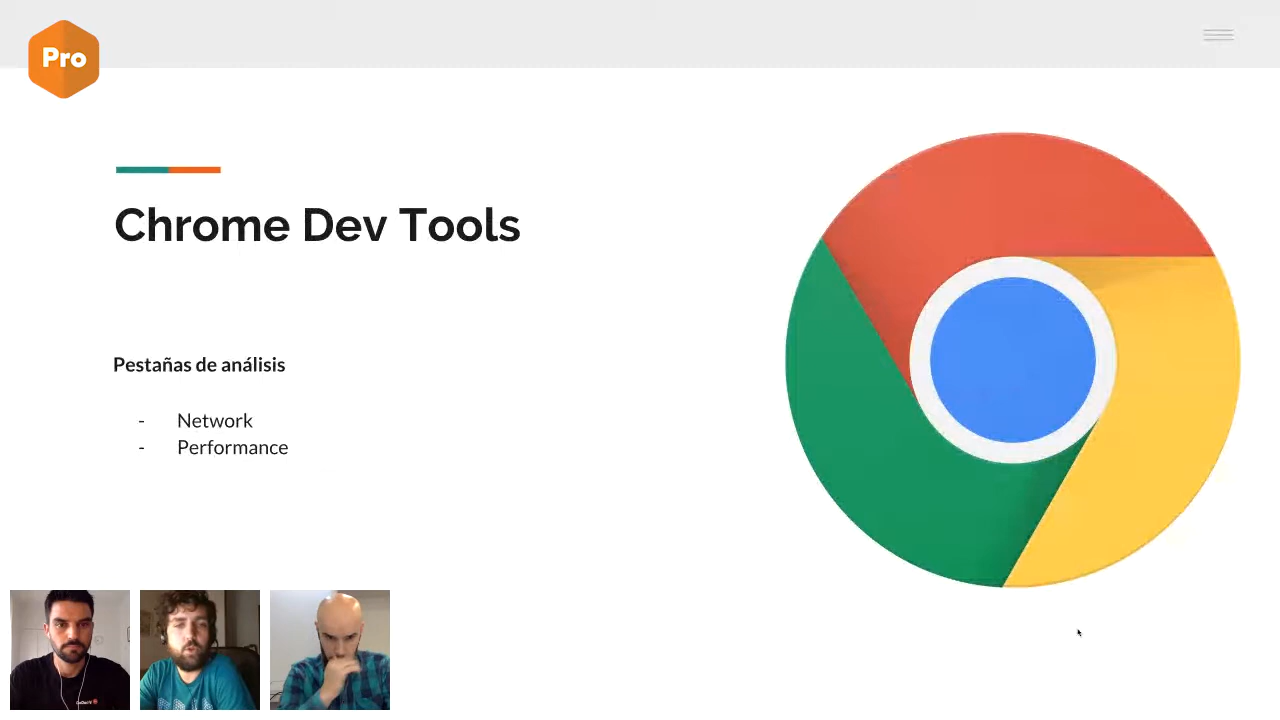 Pro
Chrome Dev Tools
Pestañas de análisis
- Network
- Performance